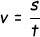 v = s/t